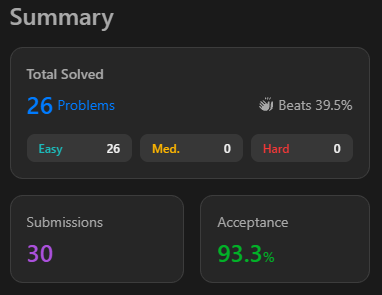 Summary
Total Solved
26 Problems
Beats 39.5%
Easy 26
Med. 0
Hard 0
Submissions
30
Acceptance
93.3%